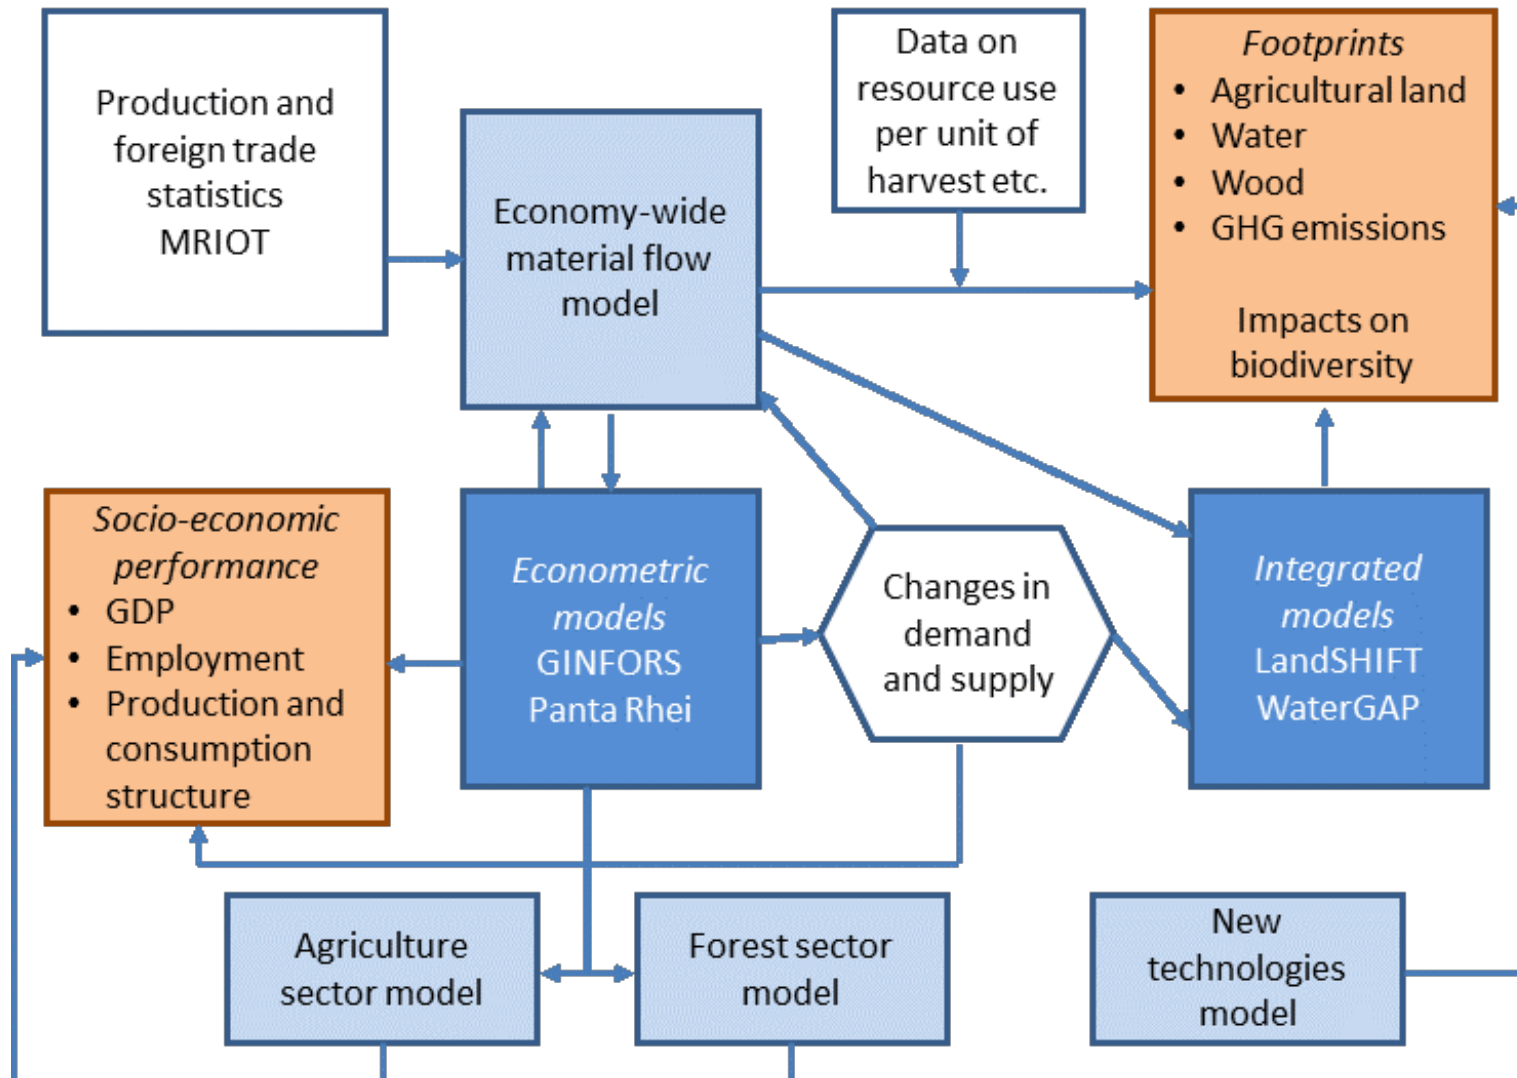 Production and
foreign trade
statistics
MRIOT
Economy-wide
material flow
model
Data on
resource use
per unit of
harvest etc.
Footprints
• Agricultural land
• Water
• Wood
• GHG emissions
Impacts on
biodiversity
Socio-economic
performance
• GDP
• Employment
• Production and
consumption
structure
Econometric
models
GINFORS
Panta Rhei
Changes in
demand
and supply
Integrated
models
LandSHIFT
WaterGAP
Agriculture
sector model
Forest sector
model
New
technologies
model